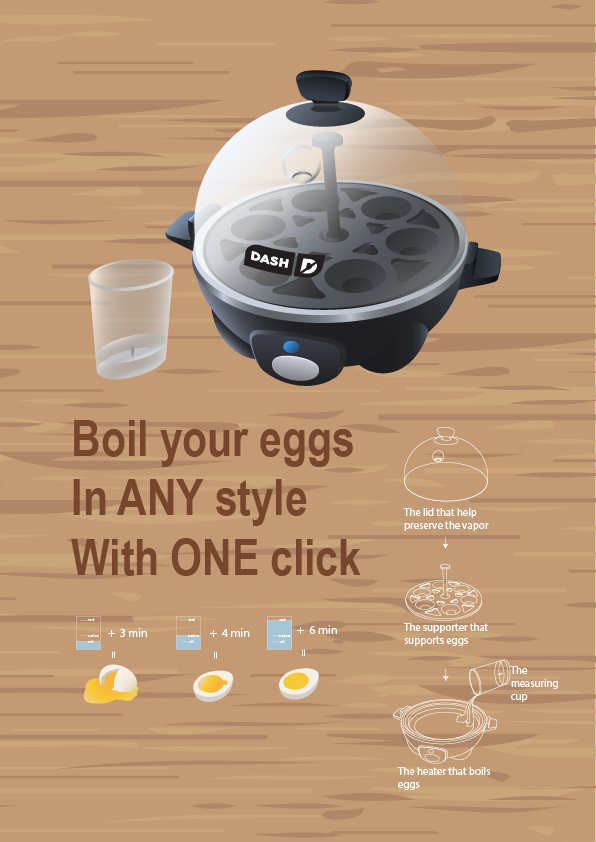 DASH
Boil your eggs
In ANY style
With ONE click
+ 3 min
+ 4 min
+ 6 min
The lid that help
preserve the vapor
The supporter that
supports eggs
The
measuring
cup
The heater that boils
eggs